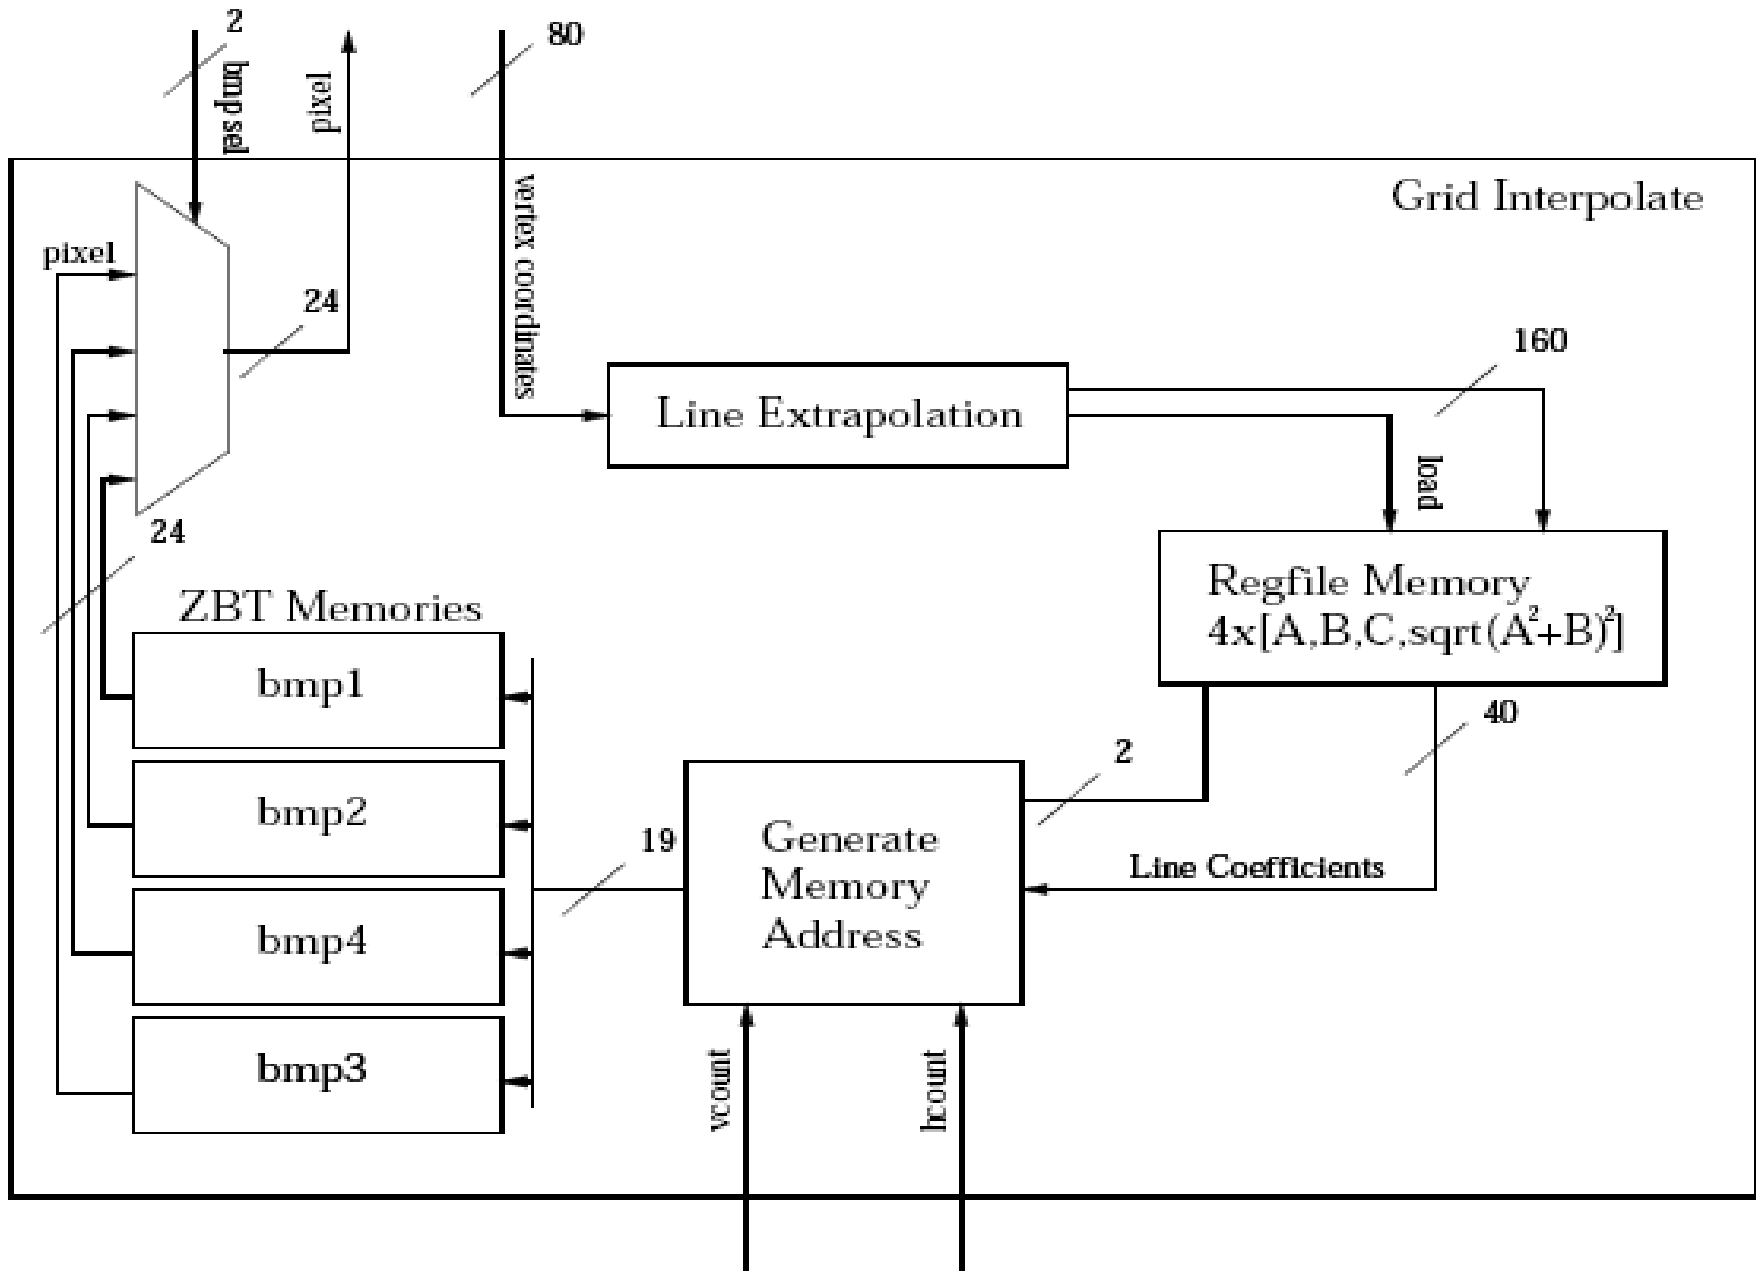 2
bmp sel
pixel
80
Grid Interpolate
vertex coordinates
pixel
24
160
Line Extrapolation
load
24
Regfile Memory
4x[A,B,C,sqrt(A²+B)²]
ZBT Memories
bmp1
40
2
bmp2
19
Generate
Memory
Address
Line Coefficients
bmp4
bmp3
vcount
hcount